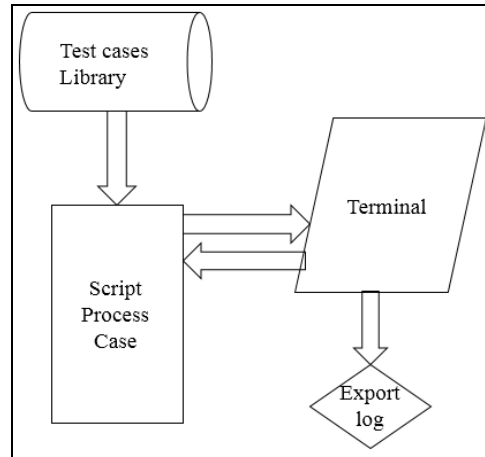 Test cases
Library
Terminal
Script
Process
Case
Export
log